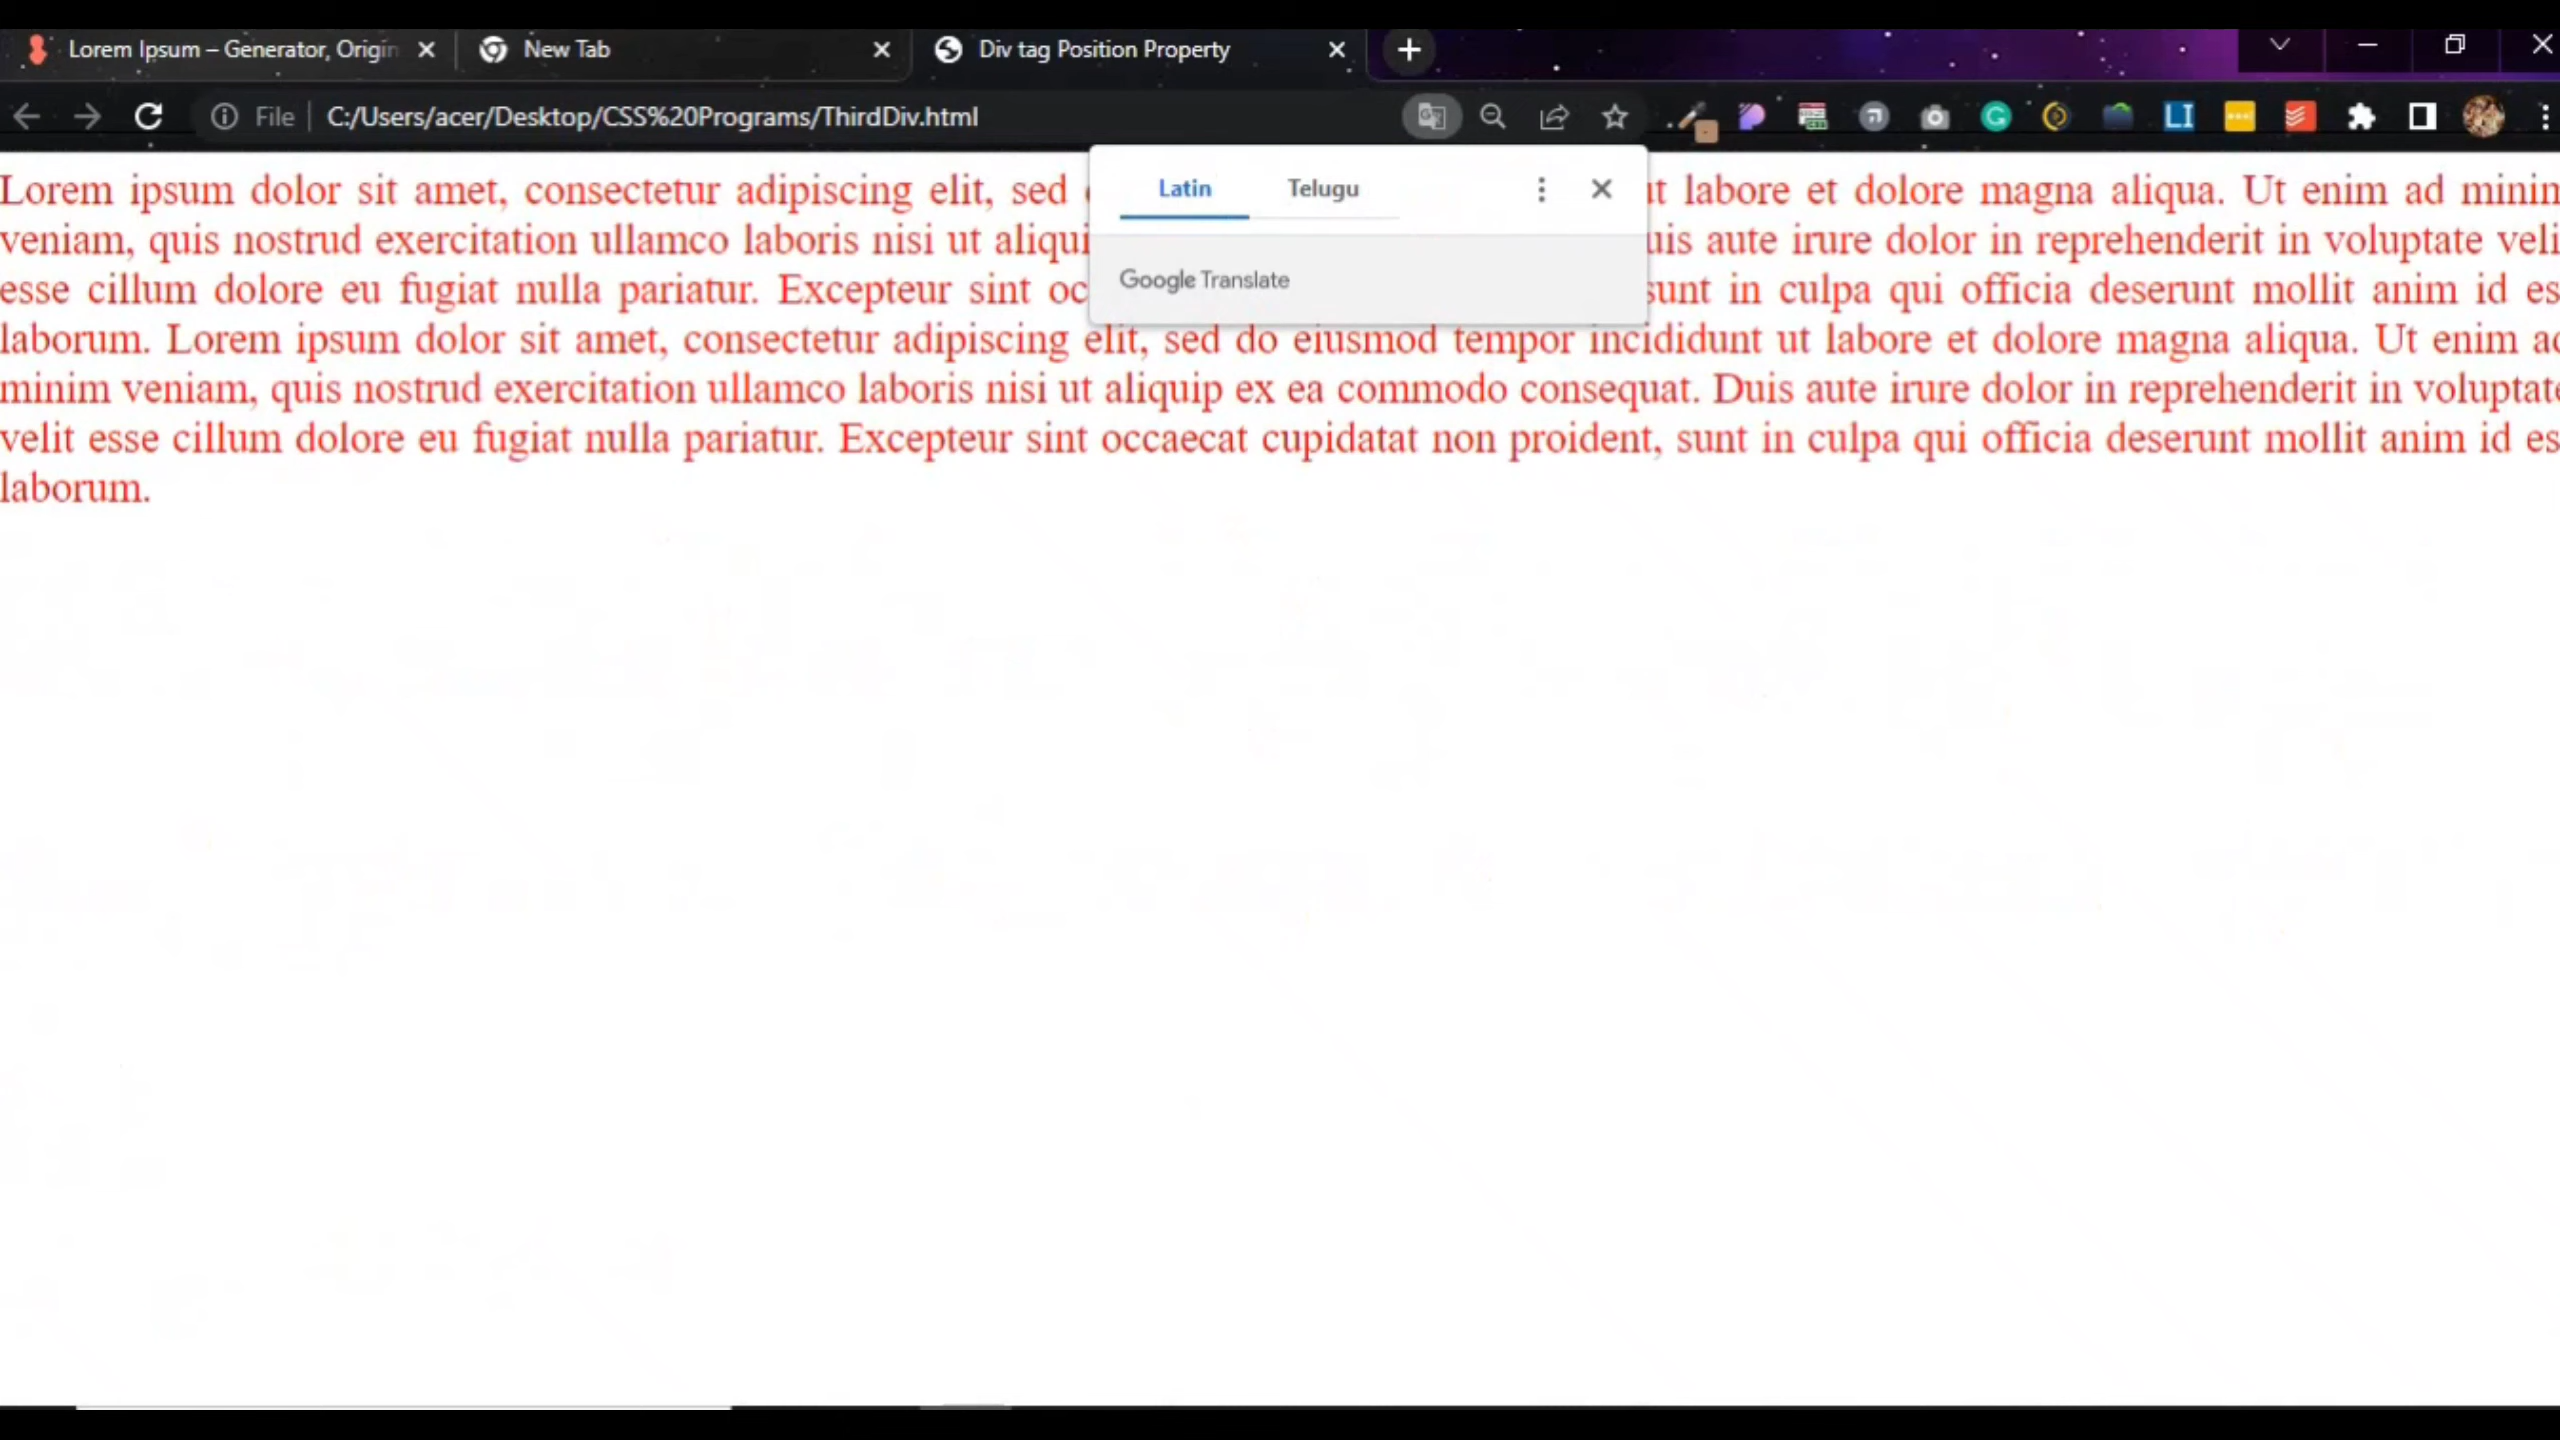 Lorem Ipsum – Generator, Origin
New Tab
Div tag Position Property
File
C:/Users/acer/Desktop/CSS%20Programs/ThirdDiv.html
LI
Latin
Telugu
Google Translate
Lorem ipsum dolor sit amet, consectetur adipiscing elit, sed ut labore et dolore magna aliqua. Ut enim ad minim
veniam, quis nostrud exercitation ullamco laboris nisi ut aliqui uis aute irure dolor in reprehenderit in voluptate veli
esse cillum dolore eu fugiat nulla pariatur. Excepteur sint oc sunt in culpa qui officia deserunt mollit anim id es
laborum. Lorem ipsum dolor sit amet, consectetur adipiscing elit, sed do eiusmod tempor incididunt ut labore et dolore magna aliqua. Ut enim ad
minim veniam, quis nostrud exercitation ullamco laboris nisi ut aliquip ex ea commodo consequat. Duis aute irure dolor in reprehenderit in voluptate
velit esse cillum dolore eu fugiat nulla pariatur. Excepteur sint occaecat cupidatat non proident, sunt in culpa qui officia deserunt mollit anim id es
laborum.